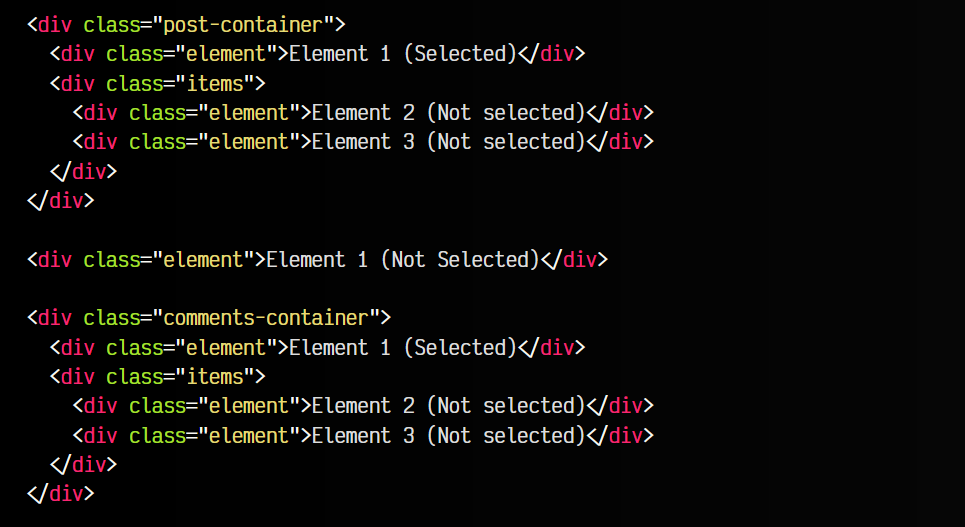 <div class="post-container">
<div class="element">Element 1 (Selected)</div>
<div class="items">
<div class="element">Element 2 (Not selected)</div>
<div class="element">Element 3 (Not selected)</div>
</div>
</div>
<div class="element">Element 1 (Not Selected)</div>
<div class="comments-container">
<div class="element">Element 1 (Selected)</div>
<div class="items">
<div class="element">Element 2 (Not selected)</div>
<div class="element">Element 3 (Not selected)</div>
</div>
</div>